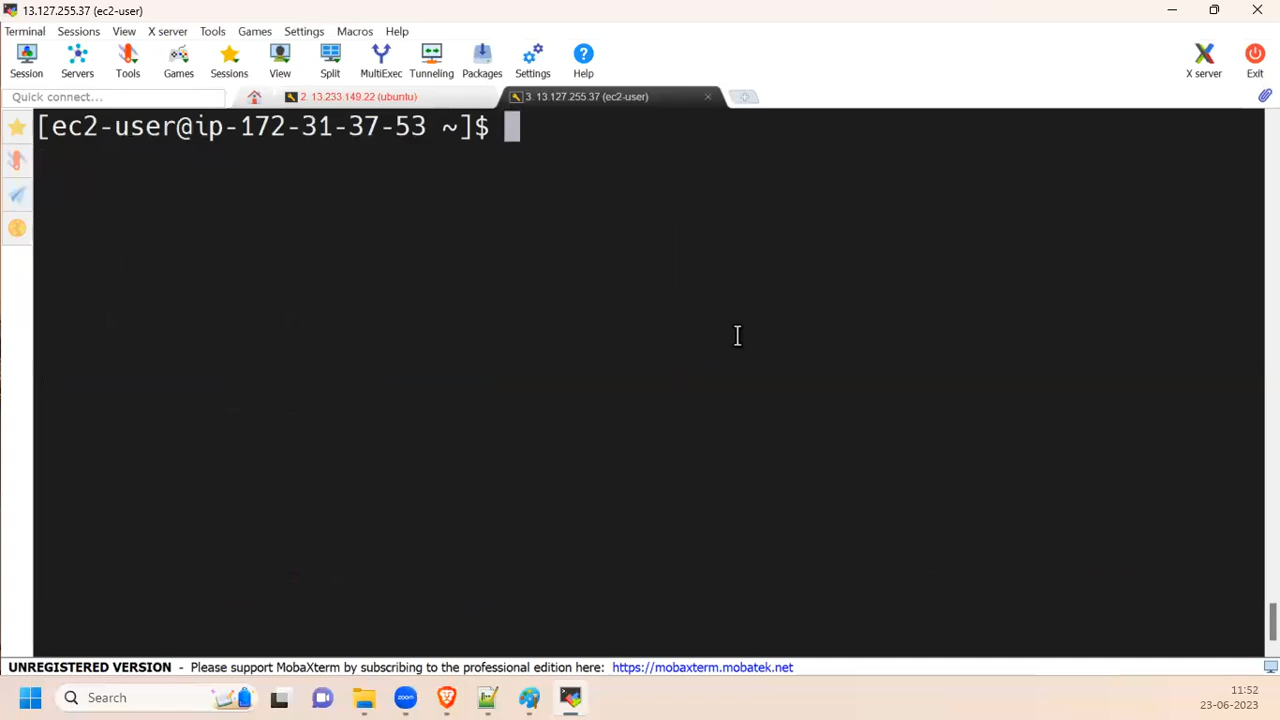 13.127.255.37 (ec2-user)
Terminal Sessions View X server Tools Games Settings Macros Help
Session Servers Tools Games Sessions View Split MultiExec Tunneling Packages Settings Help X server Exit
Quick connect... 2. 13.233.149.22 (ubuntu) 3. 13.127.255.37 (ec2-user)
[ec2-user@ip-172-31-37-53 ~]$
UNREGISTERED VERSION - Please support MobaXterm by subscribing to the professional edition here: https://mobaxterm.mobatek.net
Search zoom 11:52
23-06-2023